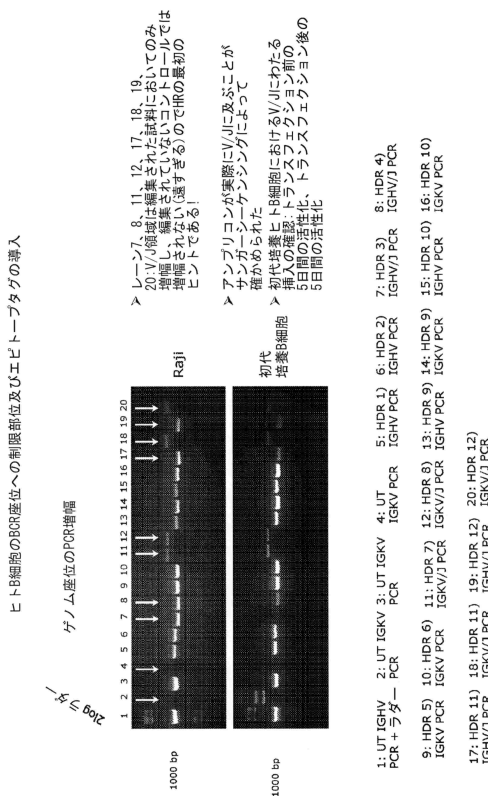 ヒトB細胞のBCR座位への制限部位及びエピトープタグの導入
ゲノム座位のPCR増幅
2log ラダー
1 2 3 4 5 6 7 8 9 10 11 12 13 14 15 16 17 18 19 20
1000 bp
Raji
1000 bp
初代
培養B細胞
➢ レーン7、8、11、12、17、18、19、
20:V/J領域は編集された試料においてのみ
増幅し、編集されていないコントロールでは
増幅されない(遠すぎる)のでHRの最初の
ヒントである!
➢ アンプリコンが実際にV/Jに及ぶことが
サンガーシーケンシングによって
確かめられた
➢ 初代培養ヒトB細胞におけるV/Jにわたる
挿入の確認:トランスフェクション前の
5日間の活性化、トランスフェクション後の
5日間の活性化
1: UT IGHV
PCR + ラダー
2: UT IGKV
PCR
3: UT IGKV
PCR
4: UT
IGKV PCR
5: HDR 1)
IGHV PCR
6: HDR 2)
IGHV PCR
7: HDR 3)
IGHV/J PCR
8: HDR 4)
IGHV/J PCR
9: HDR 5)
IGKV PCR
10: HDR 6)
IGKV PCR
11: HDR 7)
IGKV/J PCR
12: HDR 8)
IGKV/J PCR
13: HDR 9)
IGHV PCR
14: HDR 9)
IGKV PCR
15: HDR 10)
IGHV PCR
16: HDR 10)
IGKV PCR
17: HDR 11)
IGHV/J PCR
18: HDR 11)
IGKV/J PCR
19: HDR 12)
IGHV/J PCR
20: HDR 12)
IGKV/J PCR